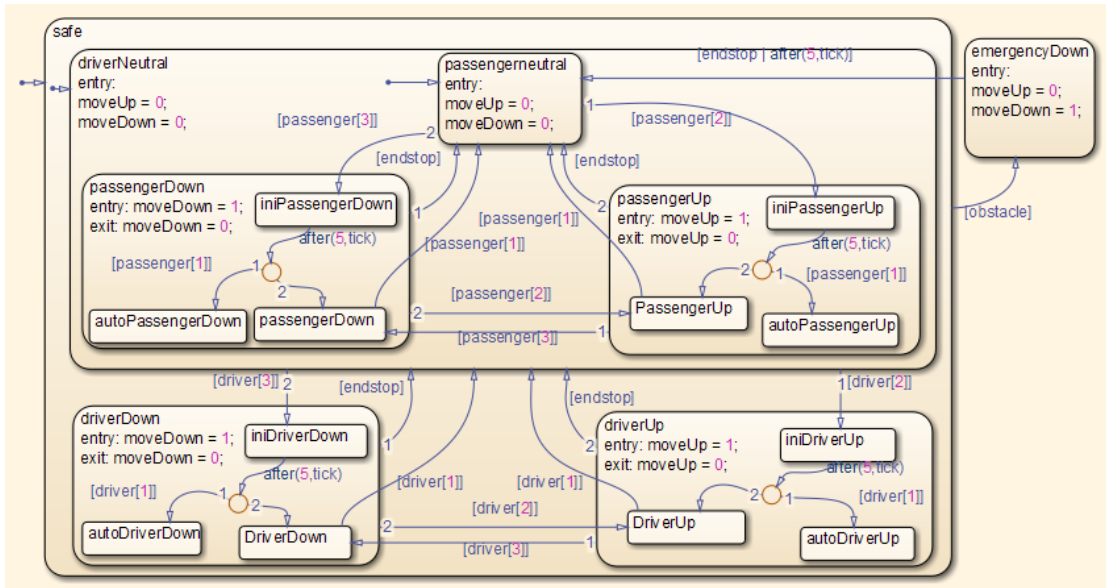 safe
driverNeutral
entry:
moveUp = 0;
moveDown = 0;
passengerneutral
entry:
moveUp = 0;
moveDown = 0;
[endstop | after(5,tick)]
emergencyDown
entry:
moveUp = 0;
moveDown = 1;
[passenger[3]]
2
1
[passenger[2]]
[endstop]
[endstop]
passengerDown
entry: moveDown = 1;
exit: moveDown = 0;
iniPassengerDown
after(5,tick)
[passenger[1]]
1
2
autoPassengerDown
passengerDown
1
[passenger[1]]
[passenger[1]]
2
passengerUp
entry: moveUp = 1;
exit: moveUp = 0;
iniPassengerUp
after(5,tick)
2
1
[passenger[1]]
PassengerUp
autoPassengerUp
[obstacle]
2
[passenger[2]]
1
[passenger[3]]
[driver[3]]
2
[endstop]
[endstop]
1
[driver[2]]
driverDown
entry: moveDown = 1;
exit: moveDown = 0;
iniDriverDown
after(5,tick)
[driver[1]]
1
2
autoDriverDown
DriverDown
1
[driver[1]]
[driver[1]]
2
driverUp
entry: moveUp = 1;
exit: moveUp = 0;
iniDriverUp
after(5,tick)
2
1
[driver[1]]
DriverUp
autoDriverUp
2
[driver[2]]
1
[driver[3]]